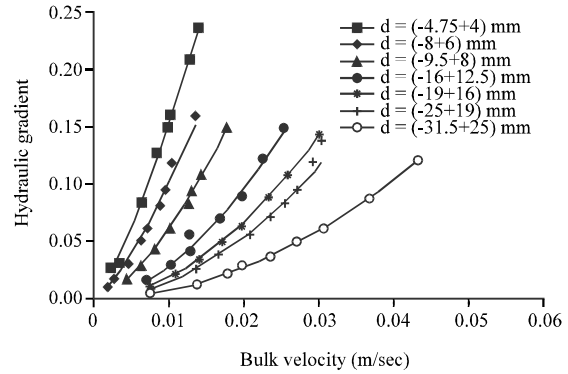 0.25
0.20
0.15
0.10
0.05
0.00
Hydraulic gradient
d = (-4.75+4) mm
d = (-8+6) mm
d = (-9.5+8) mm
d = (-16+12.5) mm
d = (-19+16) mm
d = (-25+19) mm
d = (-31.5+25) mm
0 0.01 0.02 0.03 0.04 0.05 0.06
Bulk velocity (m/sec)